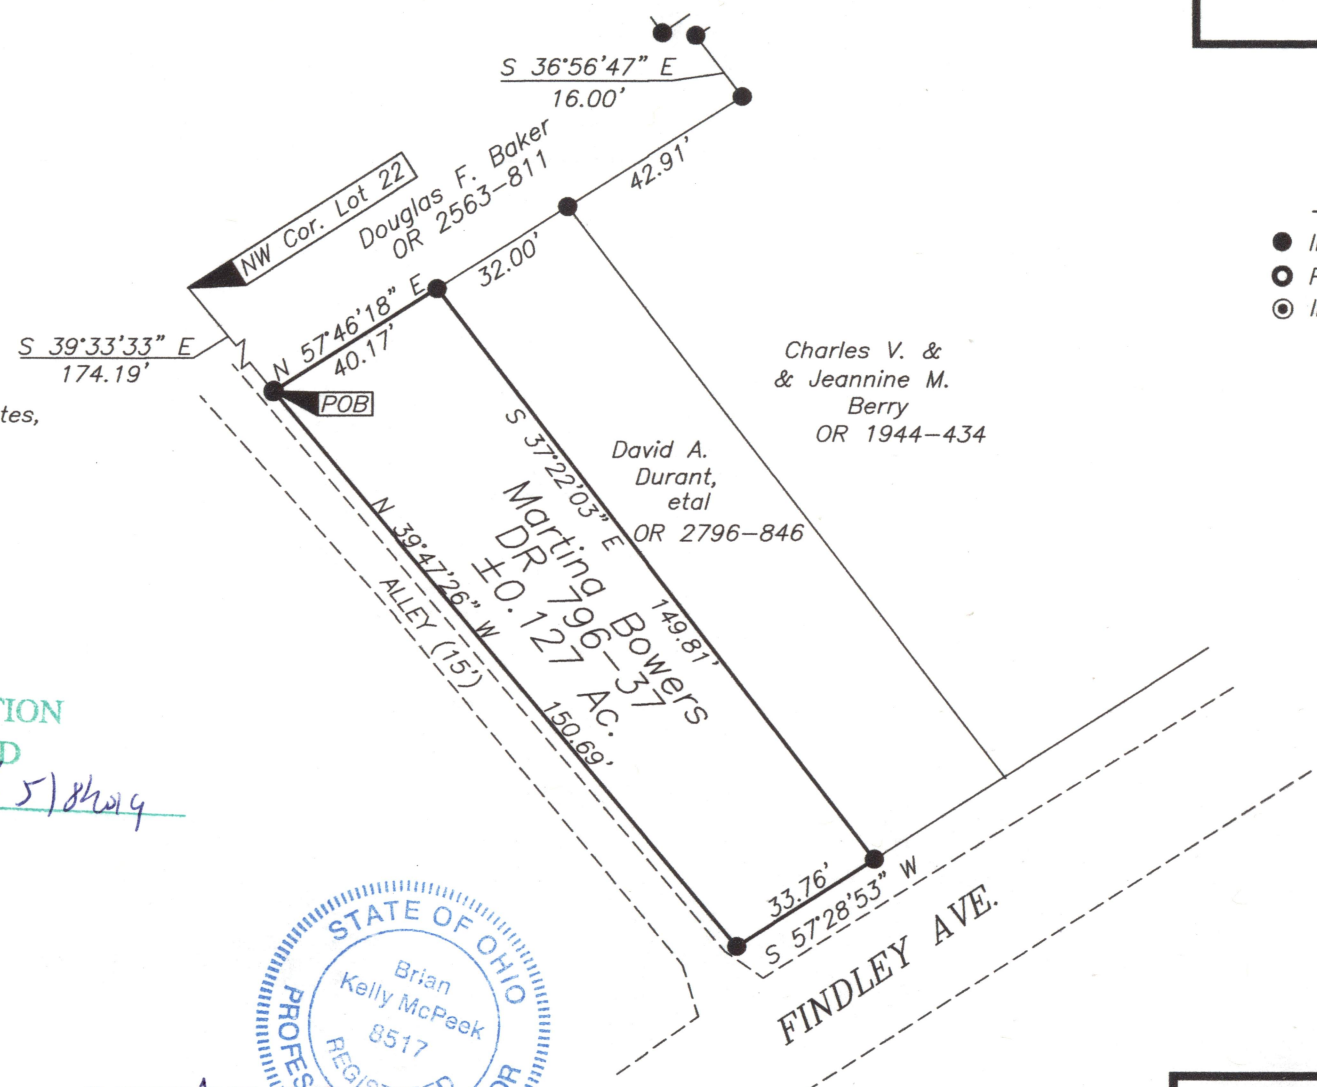 S 36°56'47" E
16.00'
NW Cor. Lot 22
Douglas F. Baker
OR 2563-811
42.91'
32.00'
S 39°33'33" E
174.19'
N 57°46'18" E
40.17'
POB
tes,
Charles V. &
& Jeannine M.
Berry
OR 1944-434
David A.
Durant,
etal
OR 2796-846
S 37°22'03" E
149.81'
Martina Bowers
DR 796-37
±0.127 Ac.
N 39°47'26" W
150.69'
ALLEY (15')
TION
D
33.76'
S 57°28'53" W
FINDLEY AVE.
STATE OF OHIO
Brian
Kelly McPeek
8517